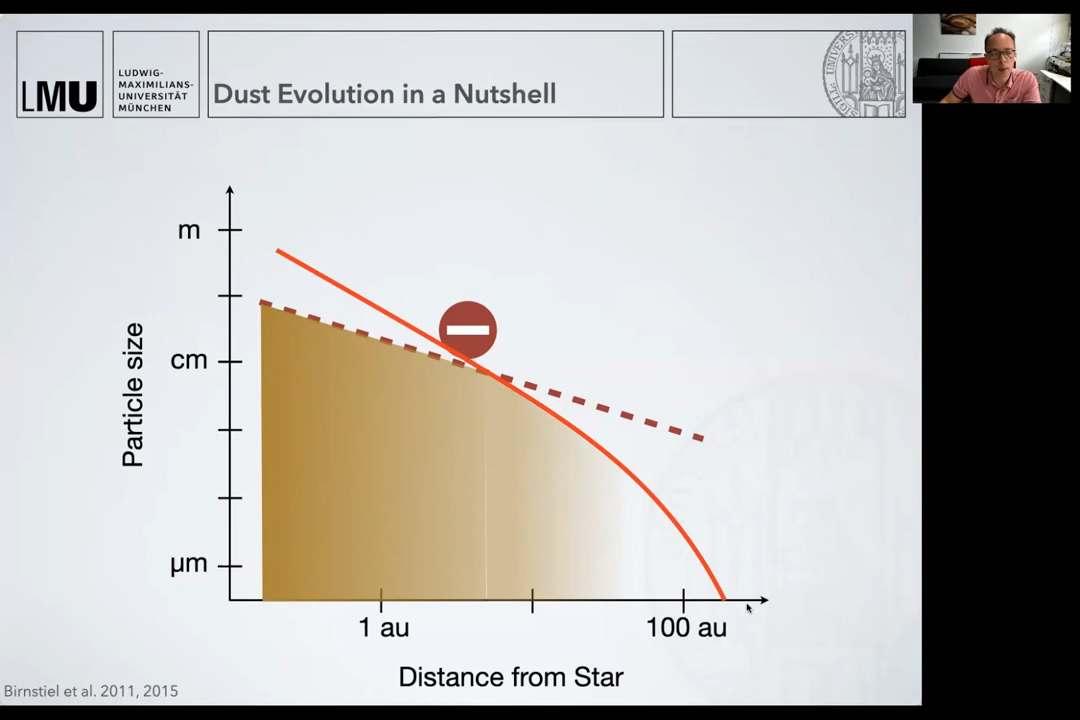 LMU
LUDWIG-
MAXIMILIANS-
UNIVERSITÄT
MÜNCHEN
Dust Evolution in a Nutshell
m
cm
µm
Particle size
1 au
100 au
Distance from Star
Birnstiel et al. 2011, 2015